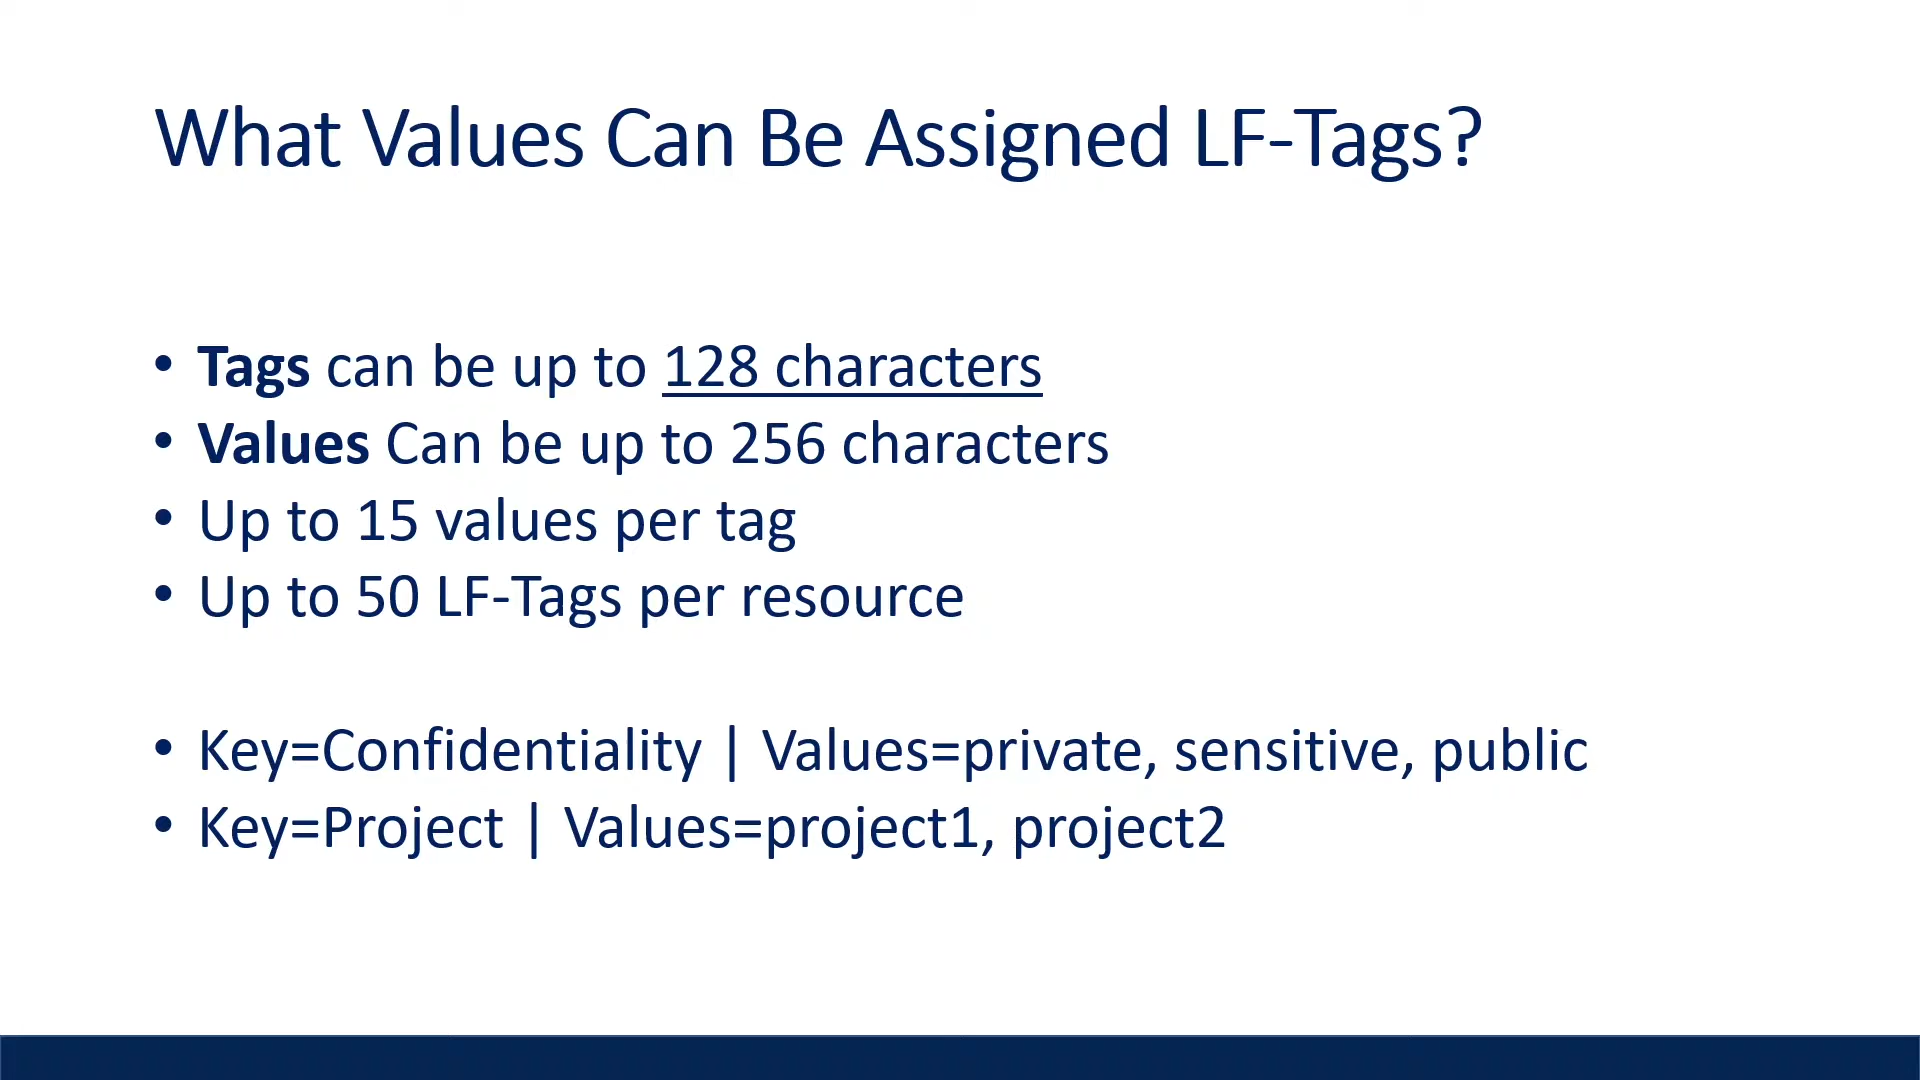 What Values Can Be Assigned LF-Tags?
• Tags can be up to 128 characters
• Values Can be up to 256 characters
• Up to 15 values per tag
• Up to 50 LF-Tags per resource
• Key=Confidentiality | Values=private, sensitive, public
• Key=Project | Values=project1, project2